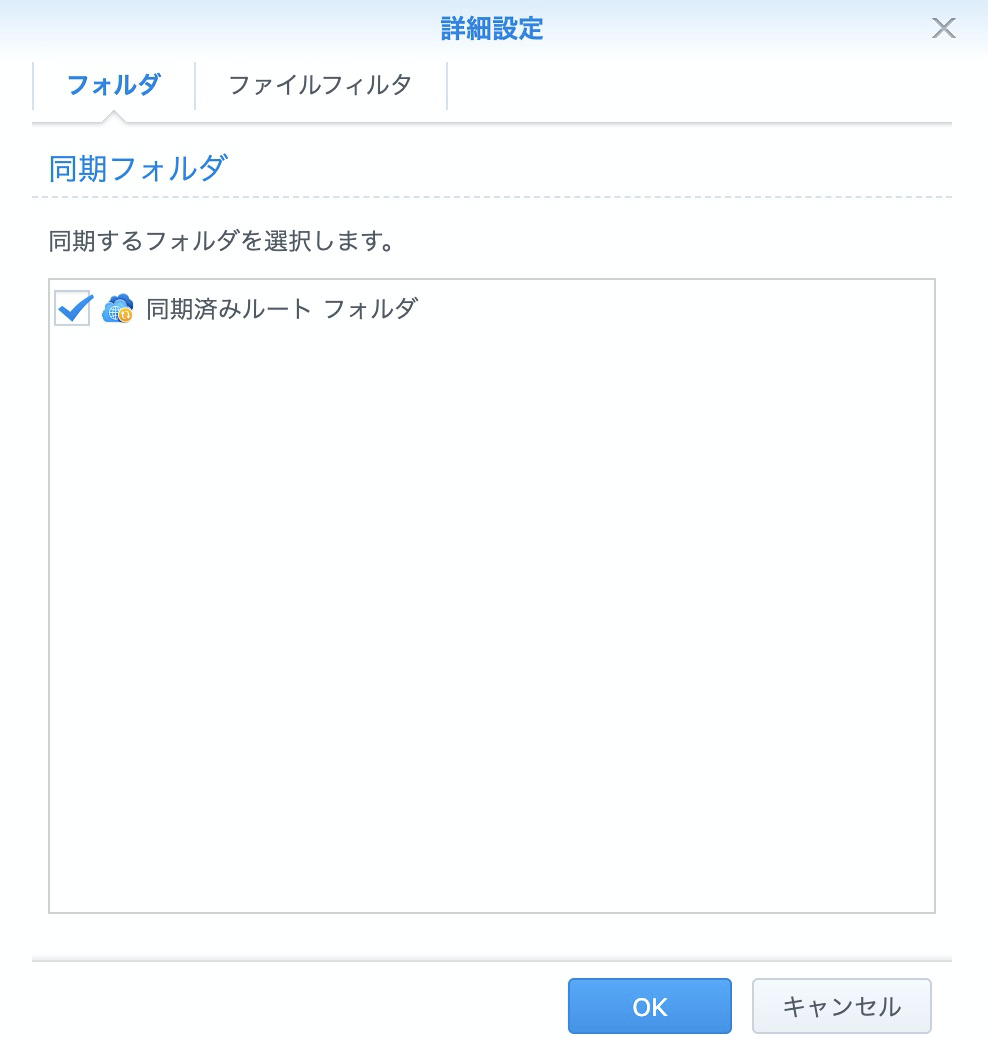 詳細設定
フォルダ
ファイルフィルタ
同期フォルダ
同期するフォルダを選択します。
同期済みルート フォルダ
OK
キャンセル